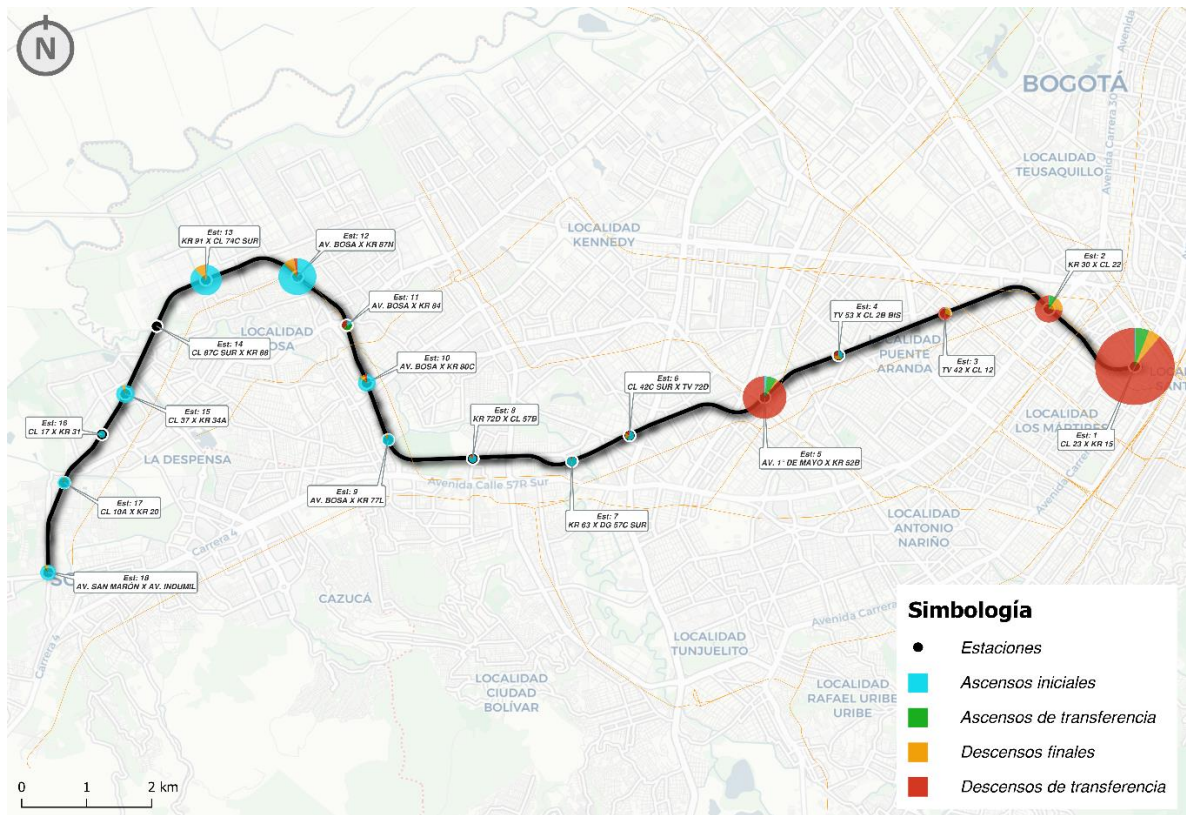 N
BOGOTÁ
Avenida Carrera 30
LOCALIDAD
TEUSAQUILLO
LOCALIDAD
KENNEDY
Est: 13
KR 91 X CL 74C SUR
Est: 12
AV. BOSA X KR 87N
Est: 2
KR 30 X CL 22
Est: 11
AV. BOSA X KR 84
Est: 4
TV 53 X CL 2B BIS
LOCALIDAD
Est: 14
CL 87C SUR X KR 88
LOCALIDAD
PUENTE
ARANDA
Est: 3
TV 42 X CL 12
Est: 10
AV. BOSA X KR 80C
Est: 6
CL 42C SUR X TV 72D
Est: 15
CL 37 X KR 34A
Est: 8
KR 72D X CL 57B
LOCALIDAD
LOS MÁRTIRES
Est: 1
CL 23 X KR 15
Est: 16
CL 17 X KR 31
LA DESPENSA
Est: 5
AV. 1° DE MAYO X KR 52B
Avenida Calle 57R Sur
Est: 9
AV. BOSA X KR 77L
Est: 17
CL 10A X KR 20
Est: 7
KR 63 X DG 57C SUR
LOCALIDAD
ANTONIO
NARIÑO
Carrera 4
Est: 18
AV. SAN MARÓN X AV. INDUMIL
CAZUCÁ
Carrera 4
Avenida Carrera
LOCALIDAD
TUNJUELITO
LOCALIDAD
CIUDAD
BOLÍVAR
LOCALIDAD
RAFAEL URIBE
URIBE
Simbología
Estaciones
Ascensos iniciales
Ascensos de transferencia
Descensos finales
Descensos de transferencia
0 1 2 km